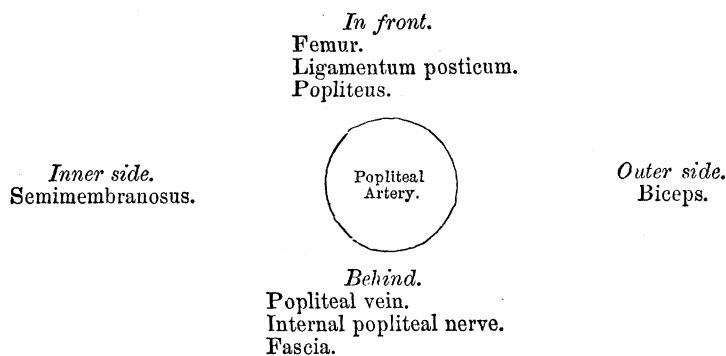 In front.
Femur.
Ligamentum posticum.
Popliteus.
Inner side.
Semimembranosus.
Popliteal
Artery.
Outer side.
Biceps.
Behind.
Popliteal vein.
Internal popliteal nerve.
Fascia.